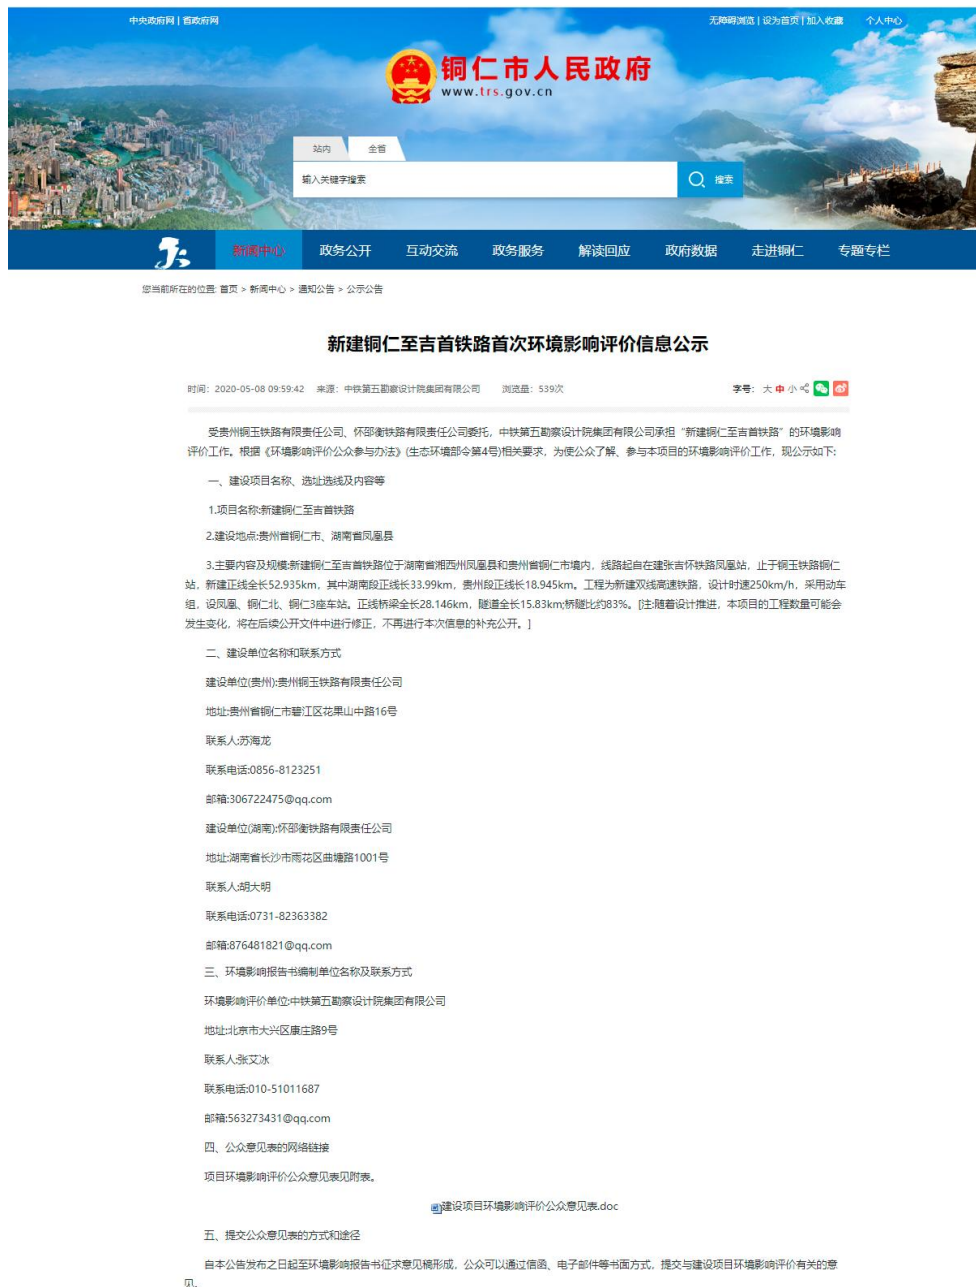 中央政府网 | 省政府网
无障碍浏览 | 设为首页 | 加入收藏 个人中心
铜仁市人民政府
www.trs.gov.cn
站内 全省
输入关键字搜索
搜索
新闻中心 政务公开 互动交流 政务服务 解读回应 政府数据 走进铜仁 专题专栏
您当前所在的位置: 首页 > 新闻中心 > 通知公告 > 公示公告
新建铜仁至吉首铁路首次环境影响评价信息公示
时间: 2020-05-08 09:59:42 来源: 中铁第五勘察设计院集团有限公司 浏览量: 539次 字号: 大 中 小
受贵州铜玉铁路有限责任公司、怀邵衡铁路有限责任公司委托，中铁第五勘察设计院集团有限公司承担“新建铜仁至吉首铁路”的环境影响
评价工作。根据《环境影响评价公众参与办法》(生态环境部令第4号)相关要求，为使公众了解、参与本项目的环境影响评价工作，现公示如下:
一、建设项目名称、选址选线及内容等
1.项目名称:新建铜仁至吉首铁路
2.建设地点:贵州省铜仁市、湖南省凤凰县
3.主要内容及规模:新建铜仁至吉首铁路位于湖南省湘西州凤凰县和贵州省铜仁市境内，线路起自在建张吉怀铁路凤凰站，止于铜玉铁路铜仁
站，新建正线全长52.935km，其中湖南段正线长33.99km，贵州段正线长18.945km。工程为新建双线高速铁路，设计时速250km/h，采用动车
组，设凤凰、铜仁北、铜仁3座车站。正线桥梁全长28.146km，隧道全长15.83km;桥隧比约83%。[注:随着设计推进，本项目的工程数量可能会
发生变化，将在后续公开文件中进行修正，不再进行本次信息的补充公开。]
二、建设单位名称和联系方式
建设单位(贵州):贵州铜玉铁路有限责任公司
地址:贵州省铜仁市碧江区花果山中路16号
联系人:苏海龙
联系电话:0856-8123251
邮箱:306722475@qq.com
建设单位(湖南):怀邵衡铁路有限责任公司
地址:湖南省长沙市雨花区曲塘路1001号
联系人:胡大明
联系电话:0731-82363382
邮箱:876481821@qq.com
三、环境影响报告书编制单位名称及联系方式
环境影响评价单位:中铁第五勘察设计院集团有限公司
地址:北京市大兴区康庄路9号
联系人:张艾冰
联系电话:010-51011687
邮箱:563273431@qq.com
四、公众意见表的网络链接
项目环境影响评价公众意见表见附表。
建设项目环境影响评价公众意见表.doc
五、提交公众意见表的方式和途径
自本公告发布之日起至环境影响报告书征求意见稿形成，公众可以通过信函、电子邮件等书面方式，提交与建设项目环境影响评价有关的意
见。